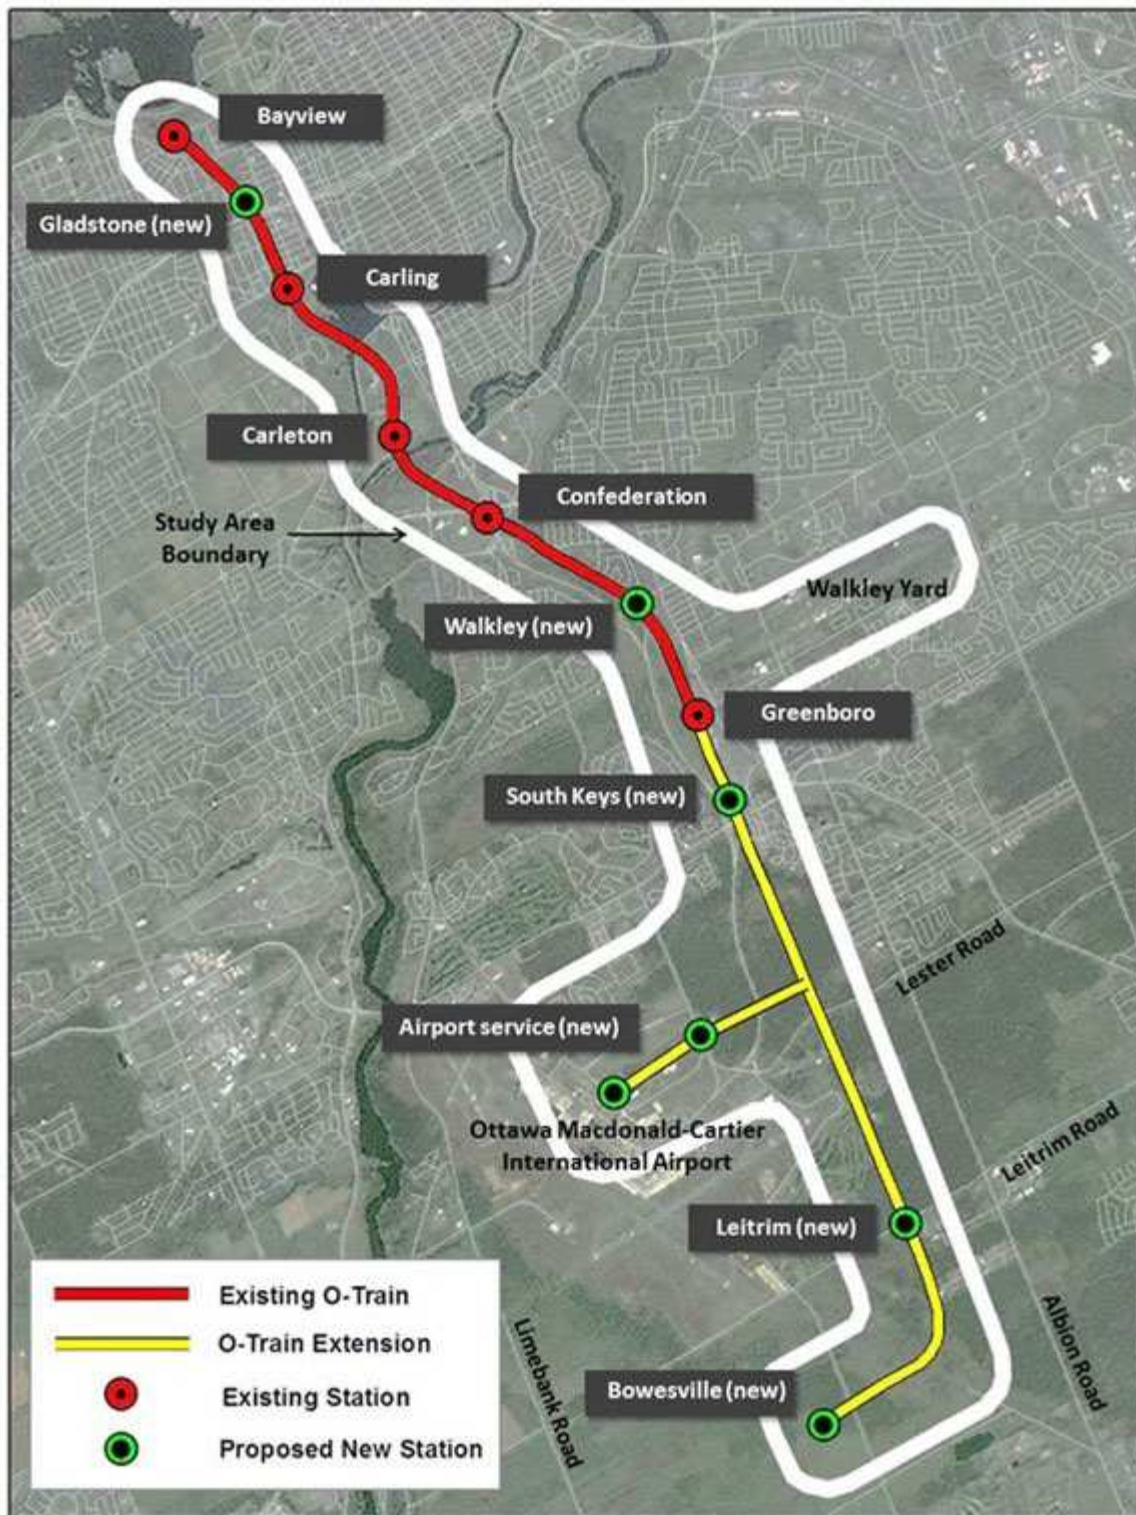 Bayview
Gladstone (new)
Carling
Carleton
Confederation
Study Area
Boundary
Walkley Yard
Walkley (new)
Greenboro
South Keys (new)
Lester Road
Airport service (new)
Ottawa Macdonald-Cartier
International Airport
Leitrim Road
Leitrim (new)
Existing O-Train
O-Train Extension
Existing Station
Proposed New Station
Limebank Road
Albion Road
Bowesville (new)